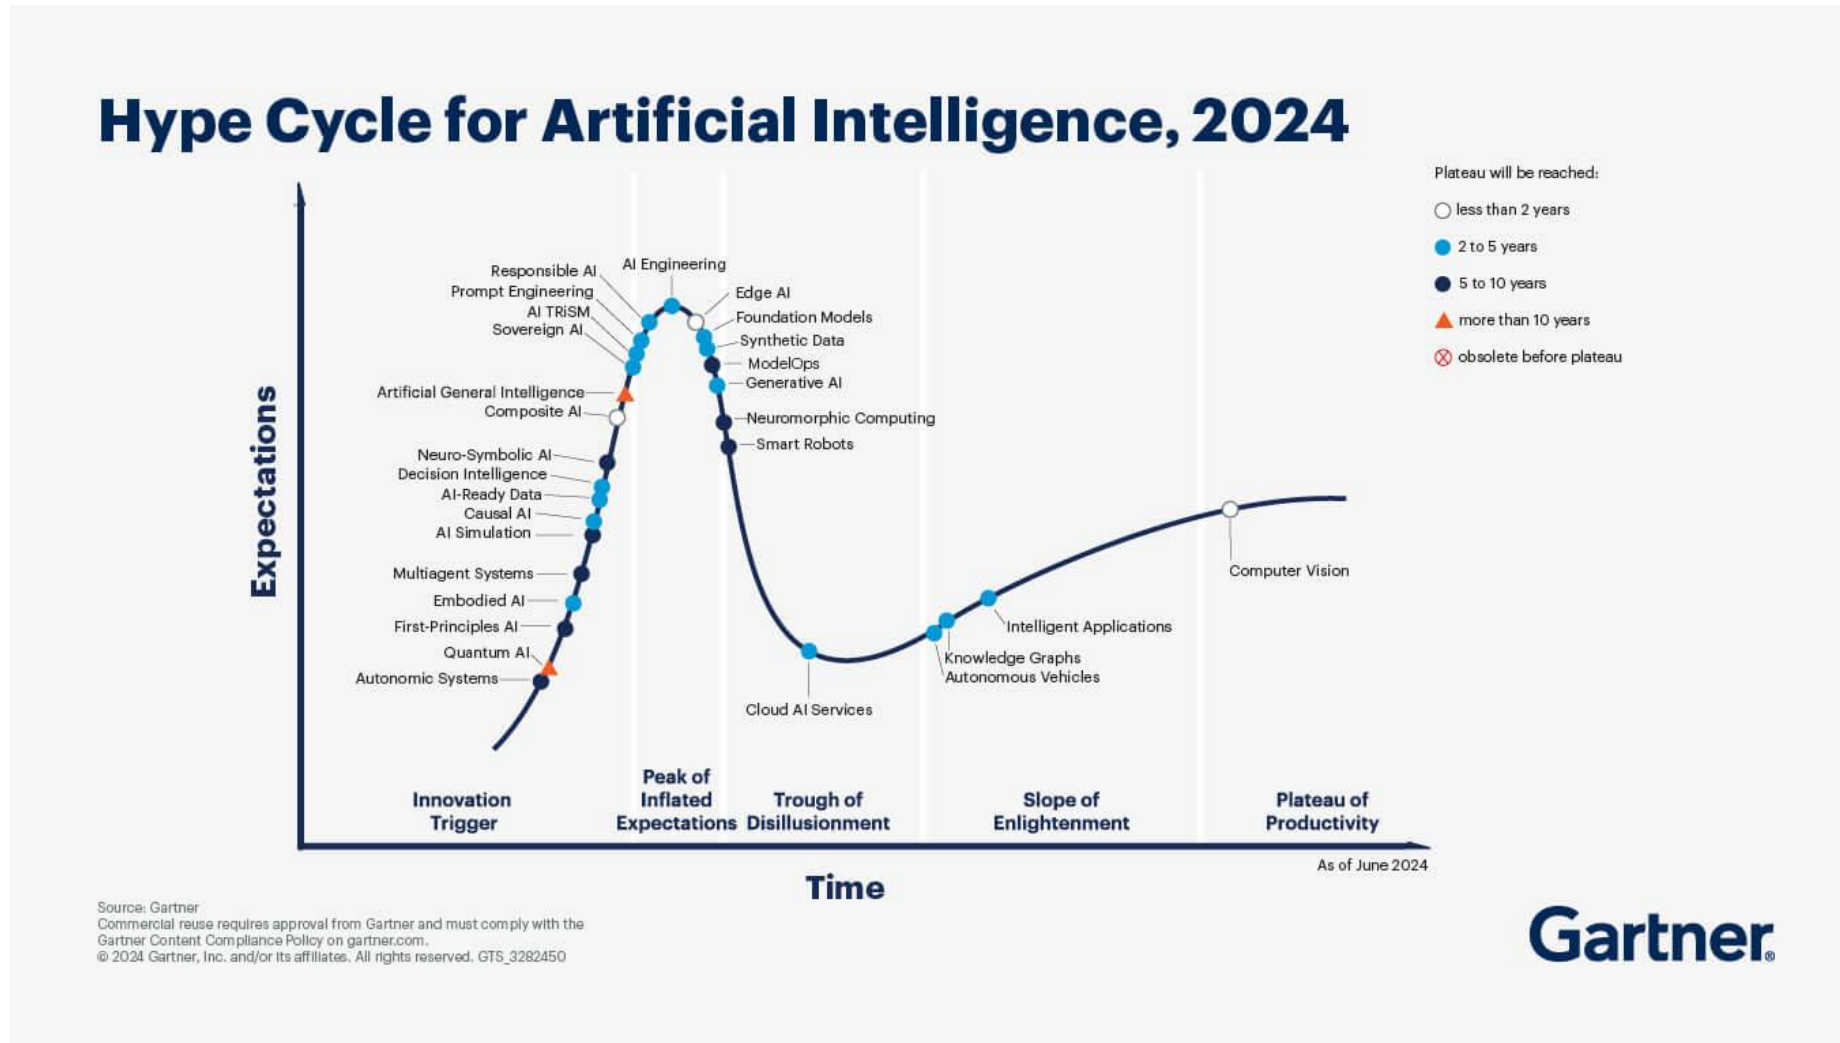 Hype Cycle for Artificial Intelligence, 2024
Plateau will be reached:
less than 2 years
2 to 5 years
5 to 10 years
more than 10 years
obsolete before plateau
Expectations
Responsible AI
Prompt Engineering
AI TRiSM
Sovereign AI
Artificial General Intelligence
Composite AI
Neuro-Symbolic AI
Decision Intelligence
AI-Ready Data
Causal AI
AI Simulation
Multiagent Systems
Embodied AI
First-Principles AI
Quantum AI
Autonomic Systems
AI Engineering
Edge AI
Foundation Models
Synthetic Data
ModelOps
Generative AI
Neuromorphic Computing
Smart Robots
Cloud AI Services
Intelligent Applications
Knowledge Graphs
Autonomous Vehicles
Computer Vision
Innovation
Trigger
Peak of
Inflated
Expectations
Trough of
Disillusionment
Slope of
Enlightenment
Plateau of
Productivity
As of June 2024
Time
Source: Gartner
Commercial reuse requires approval from Gartner and must comply with the
Gartner Content Compliance Policy on gartner.com.
© 2024 Gartner, Inc. and/or its affiliates. All rights reserved. GTS_3282450
Gartner®